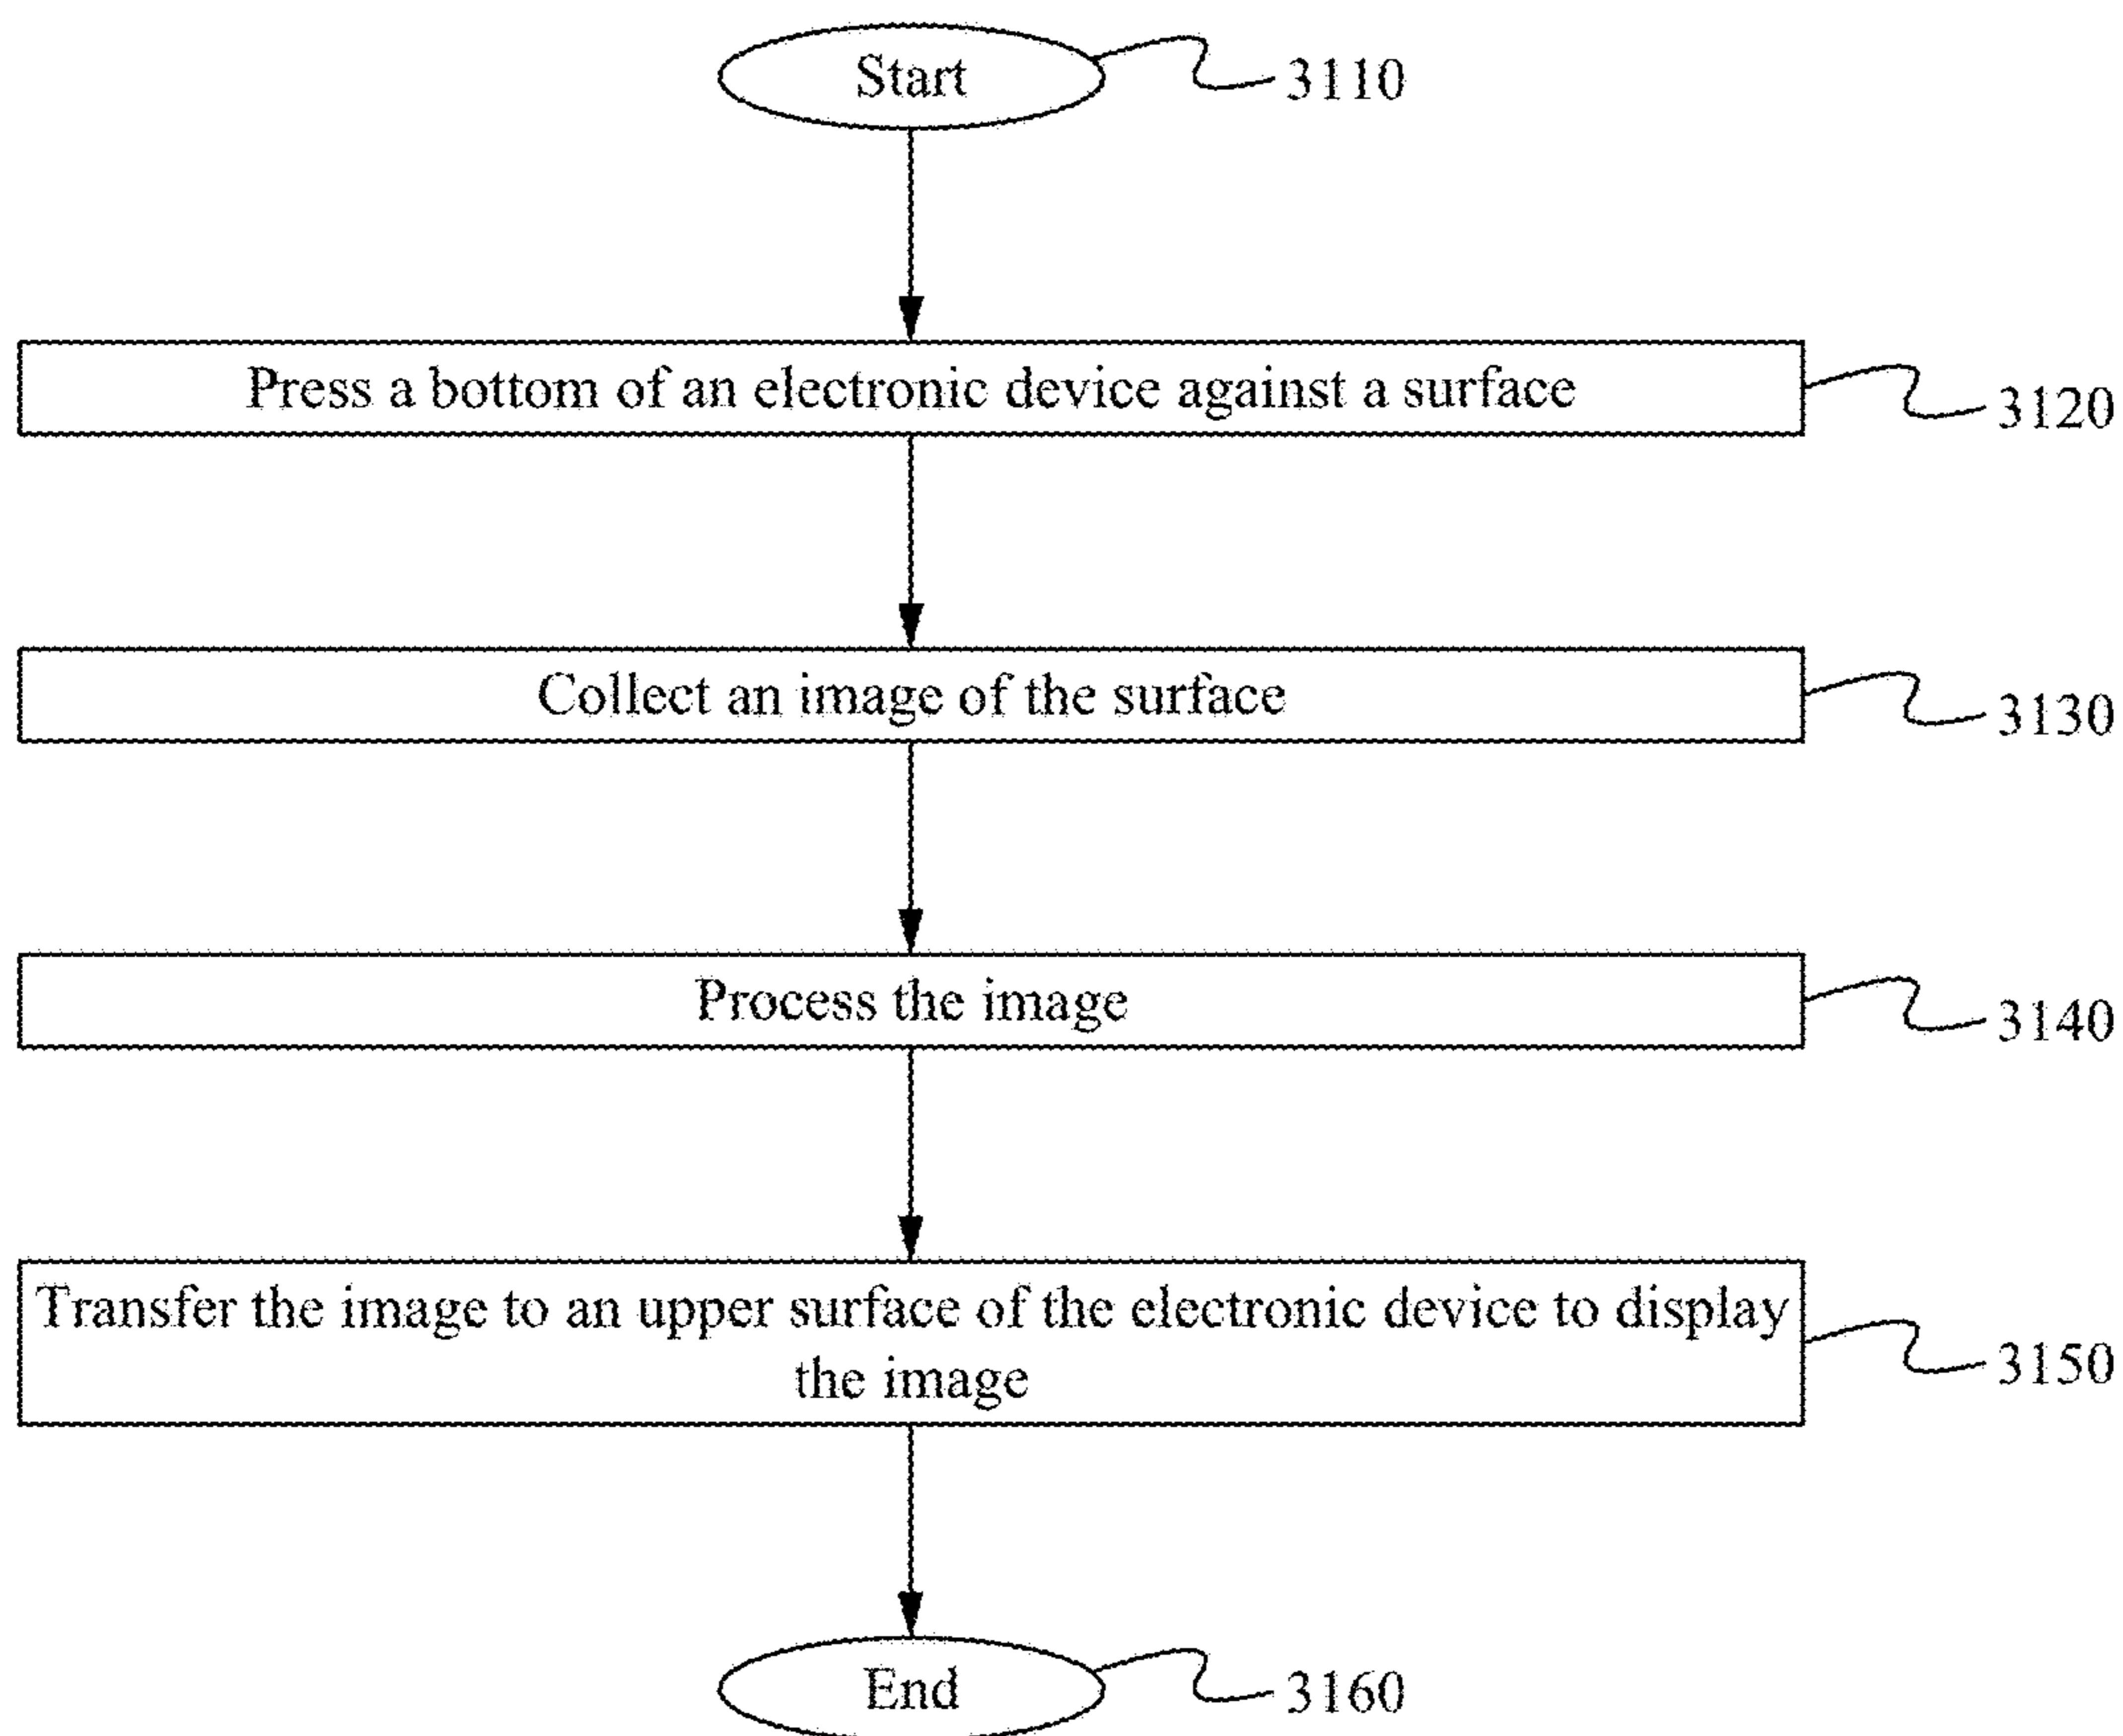 Start
3110
Press a bottom of an electronic device against a surface
3120
Collect an image of the surface
3130
Process the image
3140
Transfer the image to an upper surface of the electronic device to display
the image
3150
End
3160